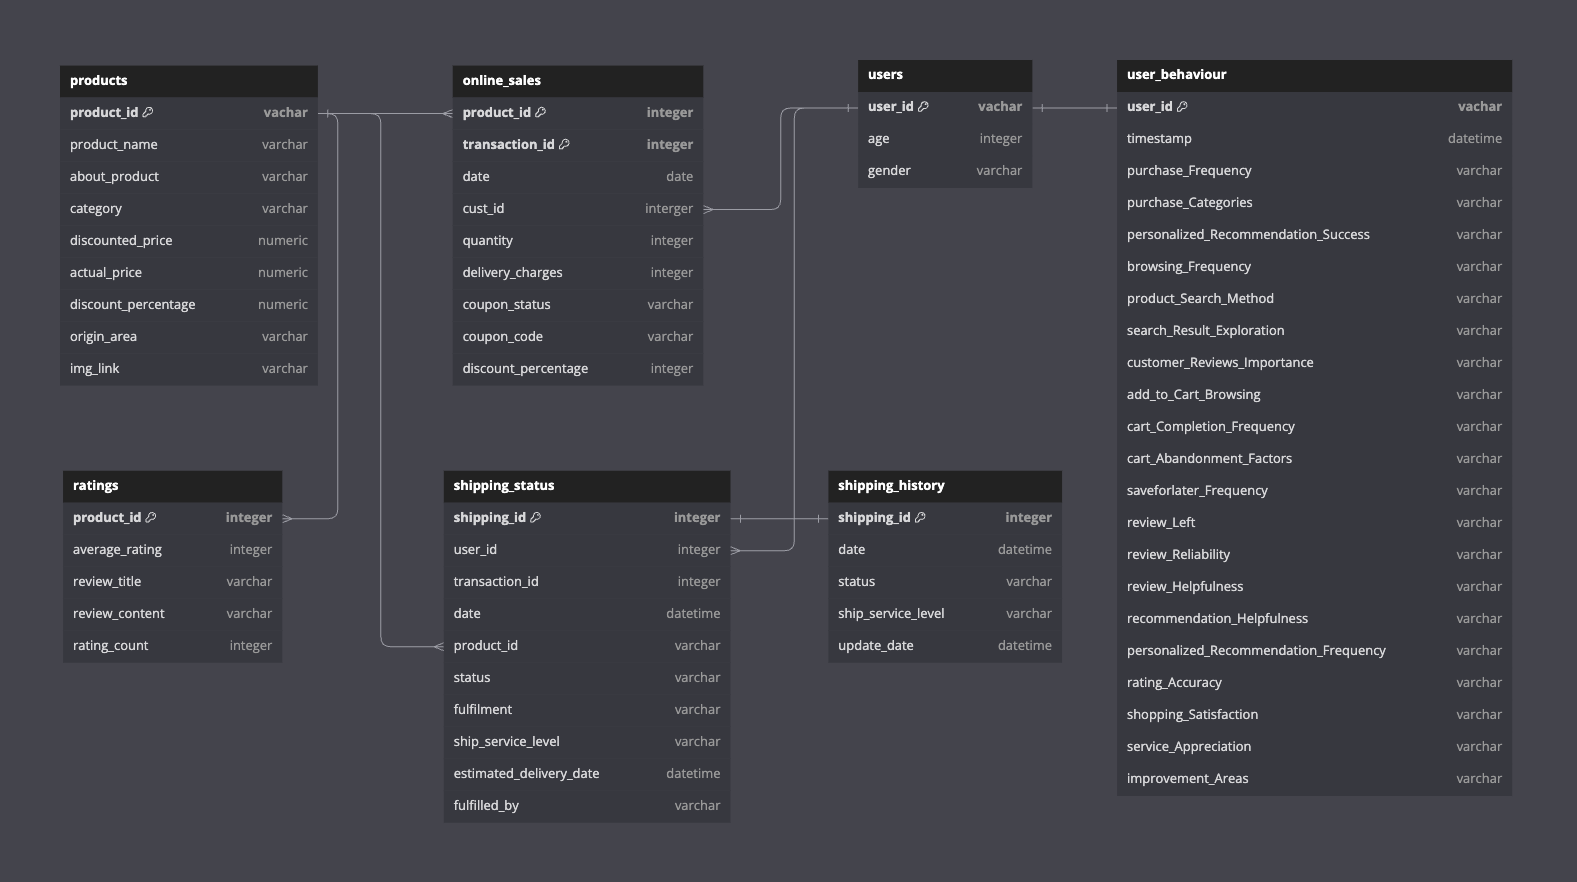 products
product_id vachar
product_name varchar
about_product varchar
category varchar
discounted_price numeric
actual_price numeric
discount_percentage numeric
origin_area varchar
img_link varchar
online_sales
product_id integer
transaction_id integer
date date
cust_id interger
quantity integer
delivery_charges integer
coupon_status varchar
coupon_code varchar
discount_percentage integer
users
user_id vachar
age integer
gender varchar
user_behaviour
user_id vachar
timestamp datetime
purchase_Frequency varchar
purchase_Categories varchar
personalized_Recommendation_Success varchar
browsing_Frequency varchar
product_Search_Method varchar
search_Result_Exploration varchar
customer_Reviews_Importance varchar
add_to_Cart_Browsing varchar
cart_Completion_Frequency varchar
cart_Abandonment_Factors varchar
saveforlater_Frequency varchar
review_Left varchar
review_Reliability varchar
review_Helpfulness varchar
recommendation_Helpfulness varchar
personalized_Recommendation_Frequency varchar
rating_Accuracy varchar
shopping_Satisfaction varchar
service_Appreciation varchar
improvement_Areas varchar
ratings
product_id integer
average_rating integer
review_title varchar
review_content varchar
rating_count integer
shipping_status
shipping_id integer
user_id integer
transaction_id integer
date datetime
product_id varchar
status varchar
fulfilment varchar
ship_service_level varchar
estimated_delivery_date datetime
fulfilled_by varchar
shipping_history
shipping_id integer
date datetime
status varchar
ship_service_level varchar
update_date datetime